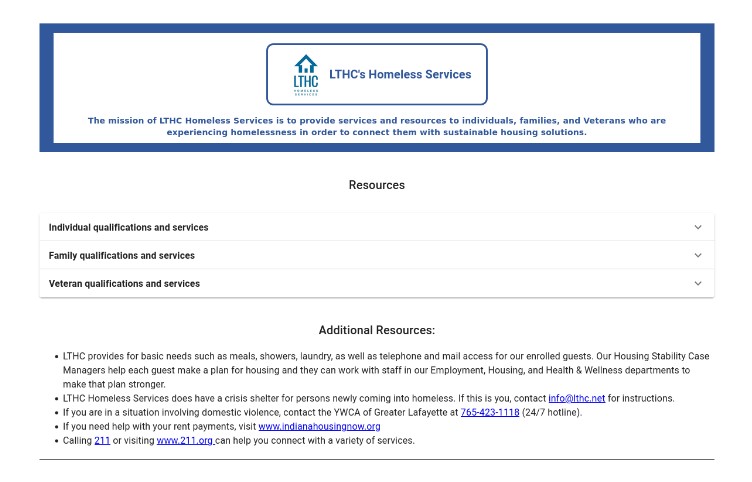 LTHC
HOMELESS
SERVICES
LTHC's Homeless Services
The mission of LTHC Homeless Services is to provide services and resources to individuals, families, and Veterans who are
experiencing homelessness in order to connect them with sustainable housing solutions.
Resources
Individual qualifications and services
Family qualifications and services
Veteran qualifications and services
Additional Resources:
• LTHC provides for basic needs such as meals, showers, laundry, as well as telephone and mail access for our enrolled guests. Our Housing Stability Case
Managers help each guest make a plan for housing and they can work with staff in our Employment, Housing, and Health & Wellness departments to
make that plan stronger.
• LTHC Homeless Services does have a crisis shelter for persons newly coming into homeless. If this is you, contact info@lthc.net for instructions.
• If you are in a situation involving domestic violence, contact the YWCA of Greater Lafayette at 765-423-1118 (24/7 hotline).
• If you need help with your rent payments, visit www.indianahousingnow.org
• Calling 211 or visiting www.211.org can help you connect with a variety of services.